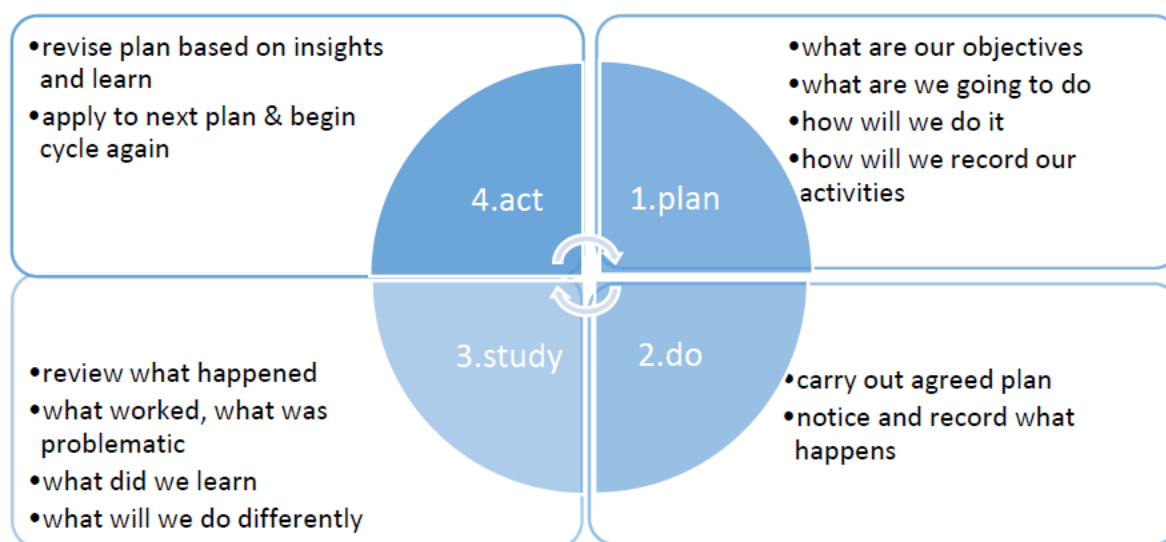 •revise plan based on insights
and learn
•apply to next plan & begin
cycle again
4.act
•what are our objectives
•what are we going to do
•how will we do it
•how will we record our
activities
1.plan
3.study
•review what happened
•what worked, what was
problematic
•what did we learn
•what will we do differently
2.do
•carry out agreed plan
•notice and record what
happens